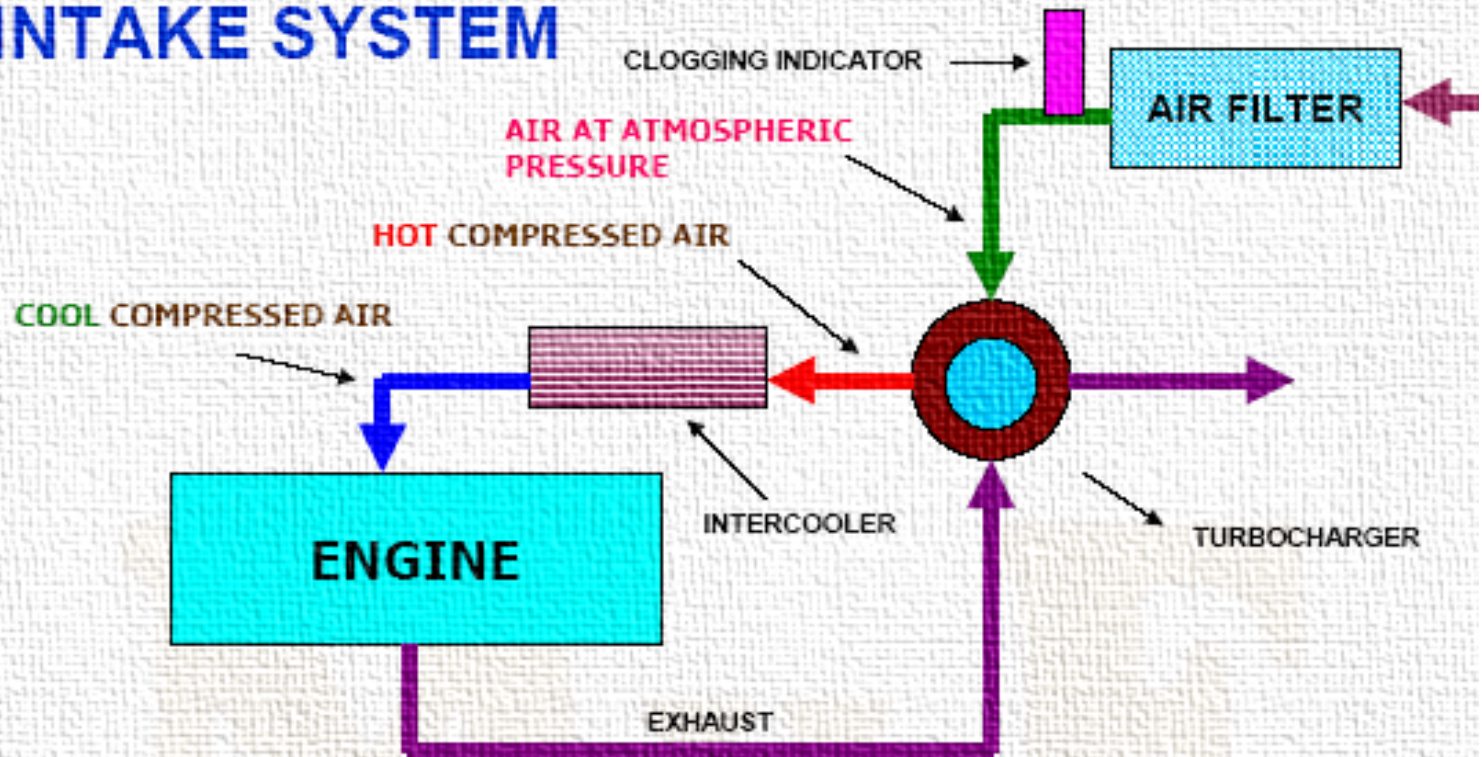 INTAKE SYSTEM
CLOGGING INDICATOR
AIR FILTER
AIR AT ATMOSPHERIC
PRESSURE
HOT COMPRESSED AIR
COOL COMPRESSED AIR
INTERCOOLER
TURBOCHARGER
ENGINE
EXHAUST